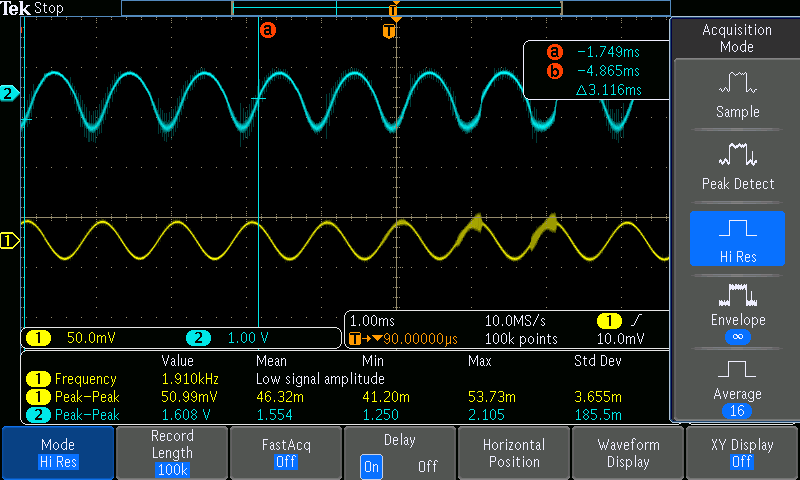 Tek Stop
T
a
T
Acquisition
Mode
a −1.749ms
b −4.865ms
Δ3.116ms
2
Sample
Peak Detect
1
Hi Res
1 50.0mV 2 1.00 V
1.00ms 10.0MS/s 1
T→▼90.00000µs 100k points 10.0mV
Envelope
∞
Value Mean Min Max Std Dev
1 Frequency 1.910kHz Low signal amplitude
1 Peak–Peak 50.99mV 46.32m 41.20m 53.73m 3.655m
2 Peak–Peak 1.608 V 1.554 1.250 2.105 185.5m
Average
16
Mode
Hi Res
Record
Length
100k
FastAcq
Off
Delay
On Off
Horizontal
Position
Waveform
Display
XY Display
Off